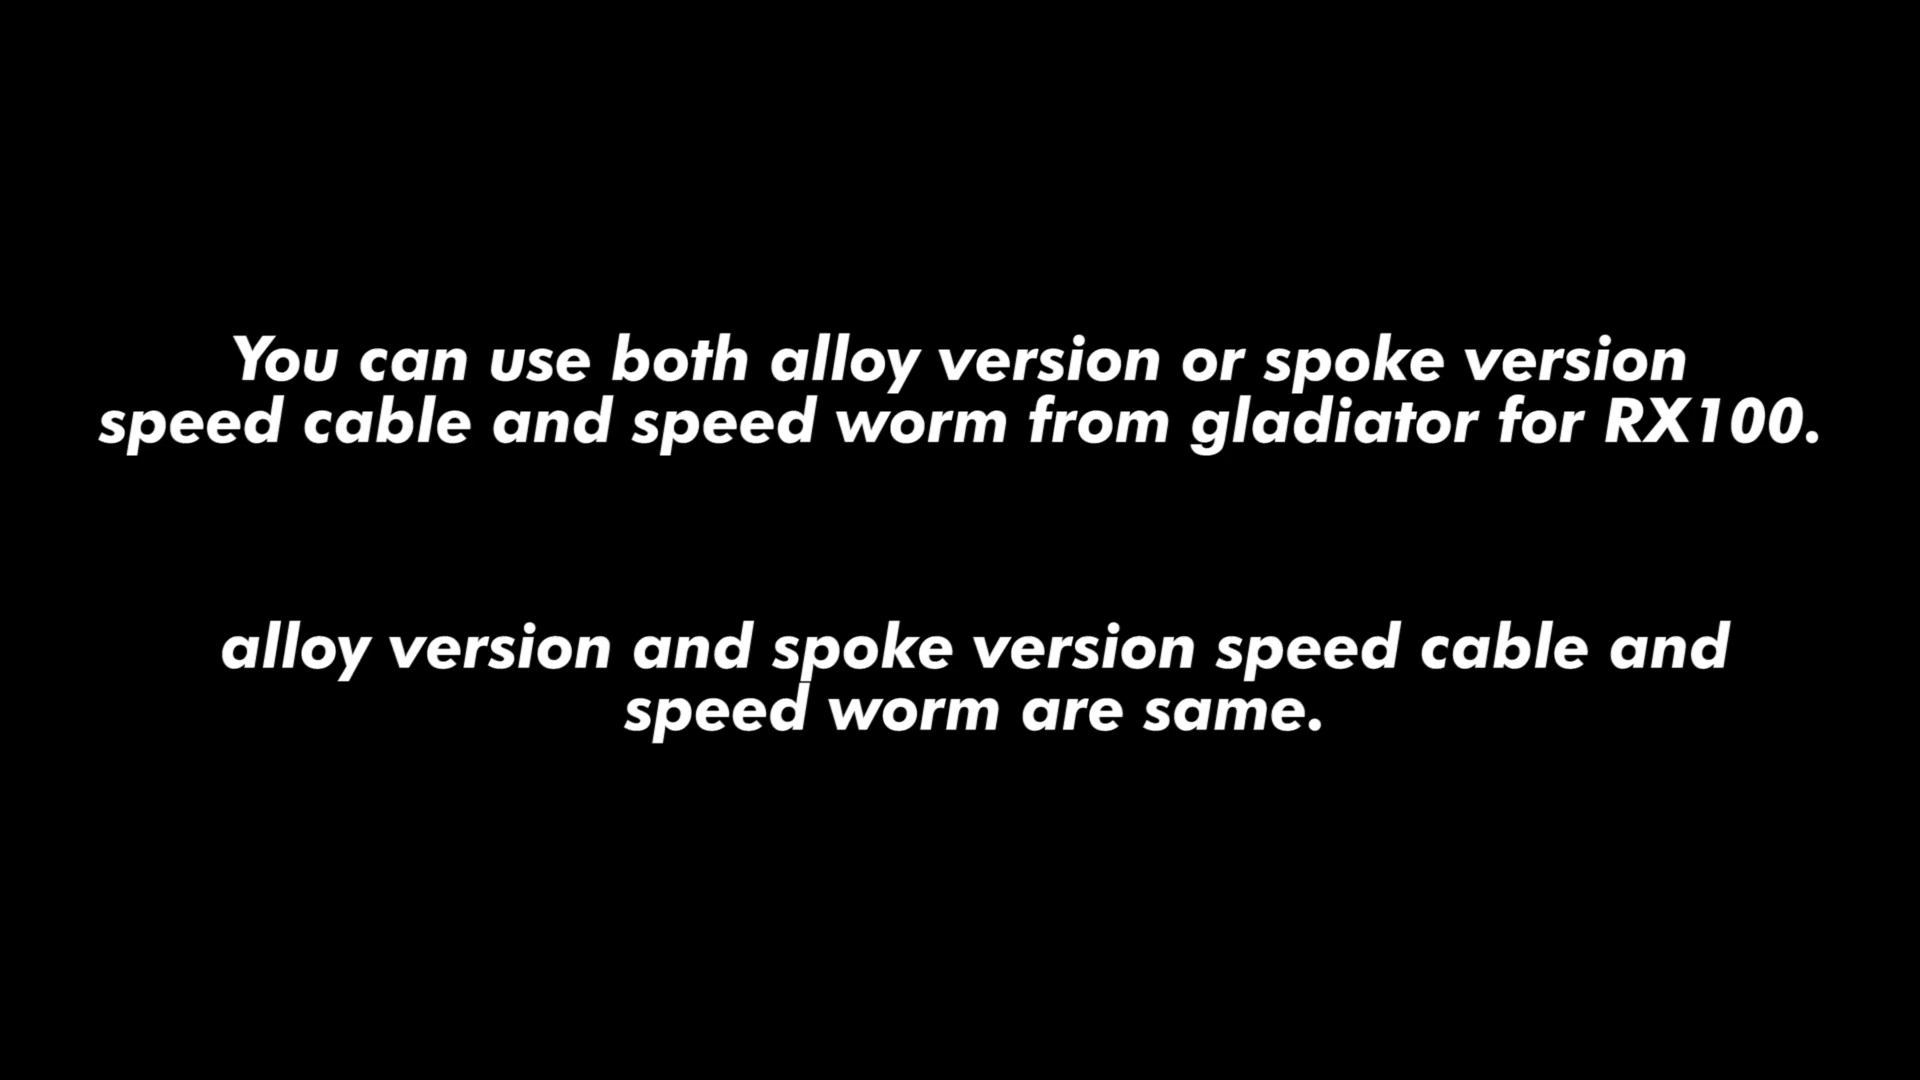 You can use both alloy version or spoke version
speed cable and speed worm from gladiator for RX100.
alloy version and spoke version speed cable and
speed worm are same.